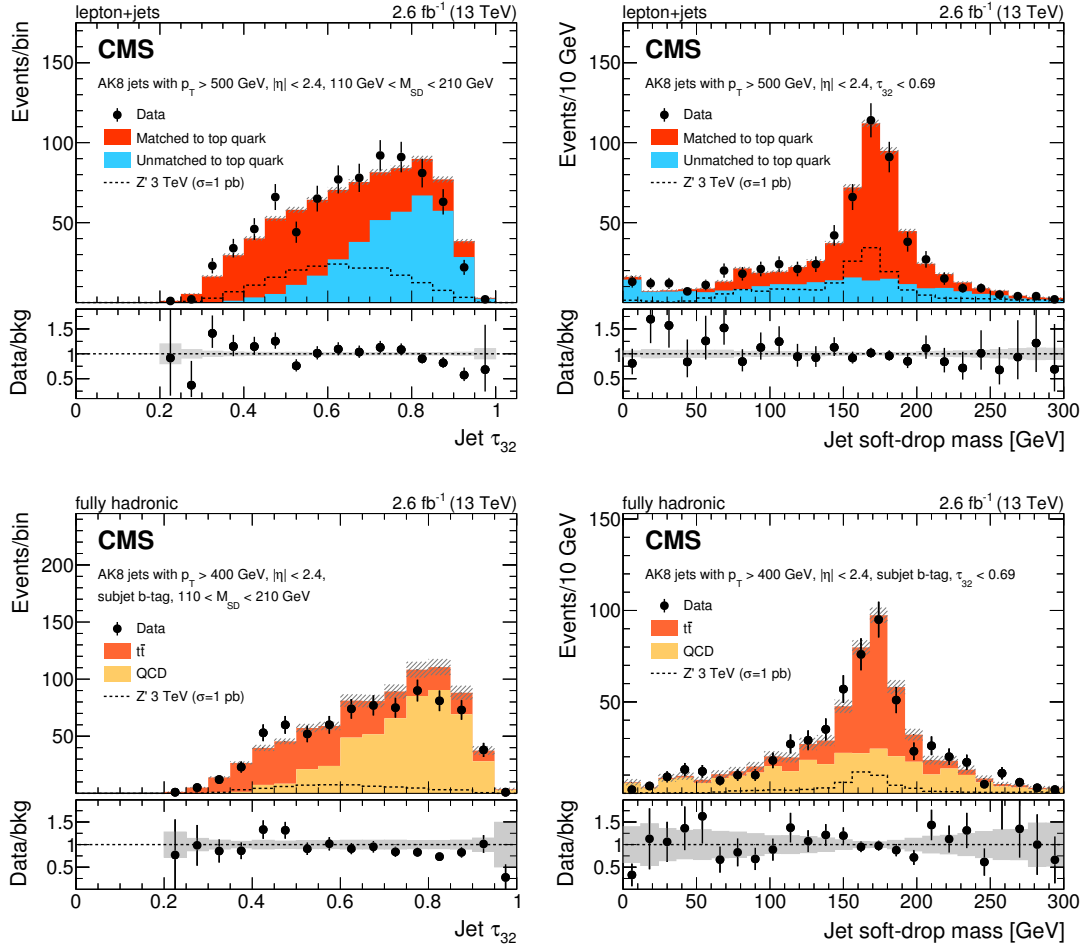 lepton+jets 2.6 fb⁻¹ (13 TeV)
Events/bin
CMS
AK8 jets with p_T > 500 GeV, |η| < 2.4, 110 GeV < M_SD < 210 GeV
Data
Matched to top quark
Unmatched to top quark
Z' 3 TeV (σ=1 pb)
150
100
50
Data/bkg
1.5
1
0.5
0 0.2 0.4 0.6 0.8 1
Jet τ₃₂
lepton+jets 2.6 fb⁻¹ (13 TeV)
Events/10 GeV
CMS
AK8 jets with p_T > 500 GeV, |η| < 2.4, τ₃₂ < 0.69
Data
Matched to top quark
Unmatched to top quark
Z' 3 TeV (σ=1 pb)
150
100
50
Data/bkg
1.5
1
0.5
0 50 100 150 200 250 300
Jet soft-drop mass [GeV]
fully hadronic 2.6 fb⁻¹ (13 TeV)
Events/bin
CMS
AK8 jets with p_T > 400 GeV, |η| < 2.4,
subjet b-tag, 110 < M_SD < 210 GeV
Data
tt̄
QCD
Z' 3 TeV (σ=1 pb)
200
150
100
50
Data/bkg
1.5
1
0.5
0 0.2 0.4 0.6 0.8 1
Jet τ₃₂
fully hadronic 2.6 fb⁻¹ (13 TeV)
Events/10 GeV
CMS
AK8 jets with p_T > 400 GeV, |η| < 2.4, subjet b-tag, τ₃₂ < 0.69
Data
tt̄
QCD
Z' 3 TeV (σ=1 pb)
150
100
50
Data/bkg
1.5
1
0.5
0 50 100 150 200 250 300
Jet soft-drop mass [GeV]